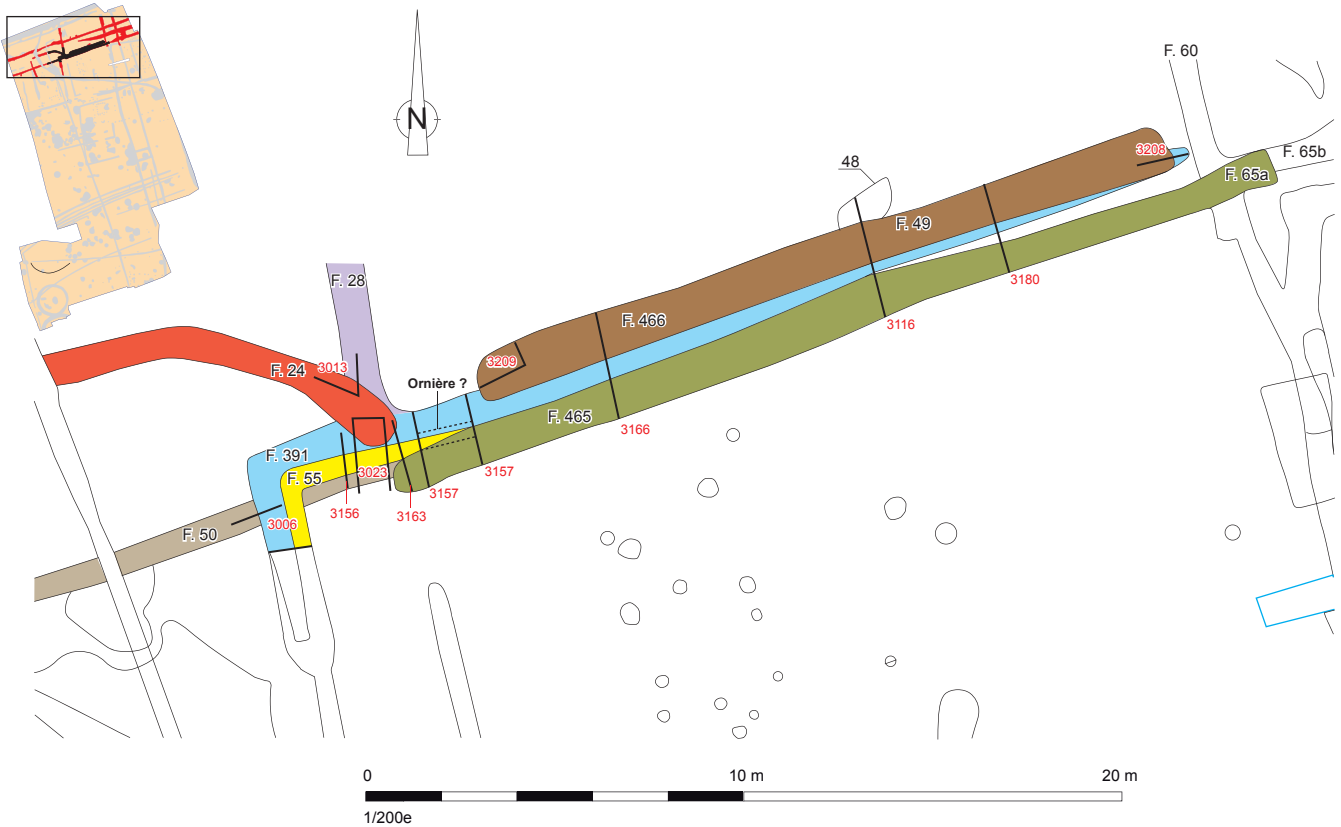 N
F. 60
F. 65b
3208
F. 65a
48
F. 49
F. 28
3180
3116
F. 466
3209
F. 24
3013
Ornière ?
F. 465
3166
F. 391
F. 55
3023
3157
3157
3156
3163
3006
F. 50
0
10 m
20 m
1/200e